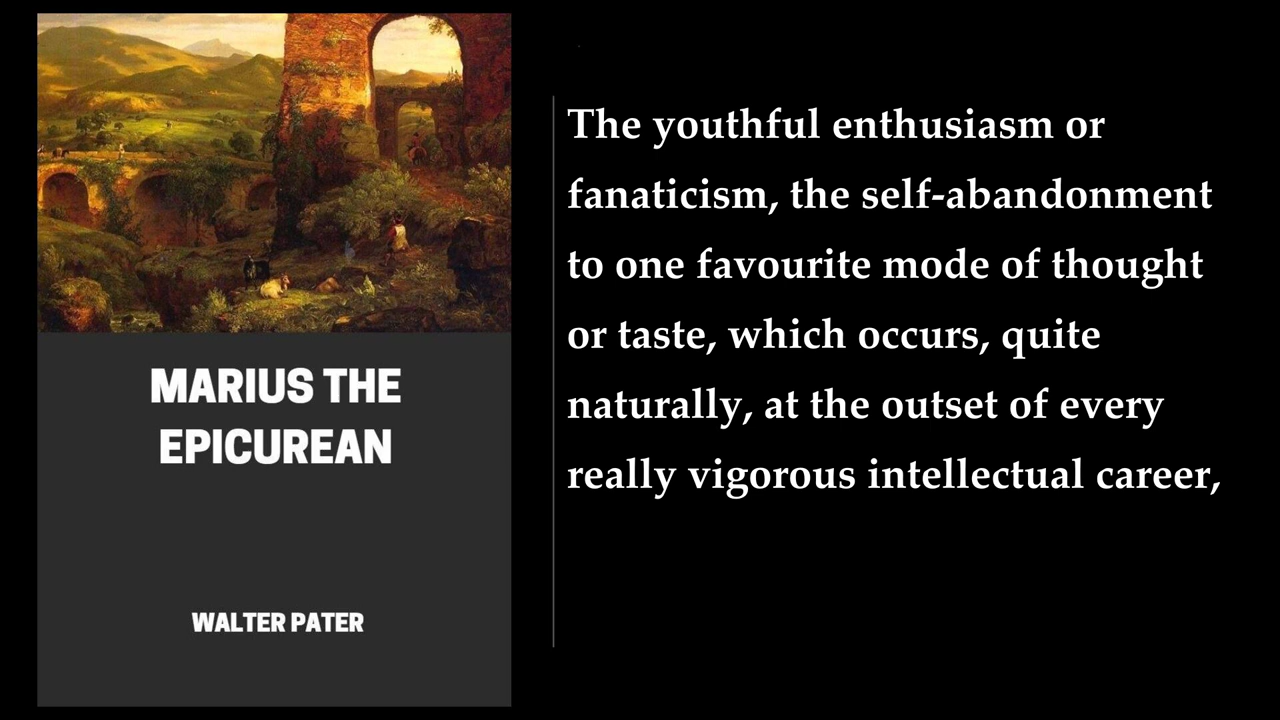 MARIUS THE
EPICUREAN
WALTER PATER
The youthful enthusiasm or
fanaticism, the self-abandonment
to one favourite mode of thought
or taste, which occurs, quite
naturally, at the outset of every
really vigorous intellectual career,